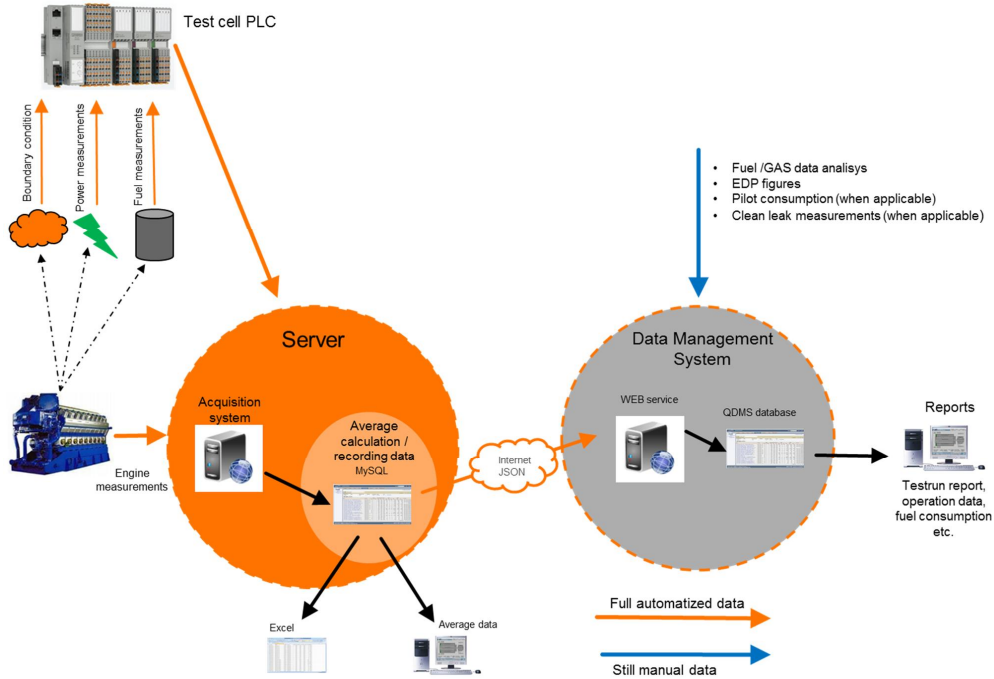 Test cell PLC
Boundary condition
Power measurements
Fuel measurements
• Fuel /GAS data analisys
• EDP figures
• Pilot consumption (when applicable)
• Clean leak measurements (when applicable)
Server
Data Management
System
Acquisition
system
Average
calculation /
recording data
MySQL
Internet
JSON
WEB service
QDMS database
Reports
Engine
measurements
Testrun report,
operation data,
fuel consumption
etc.
Excel
Average data
Full automatized data
Still manual data